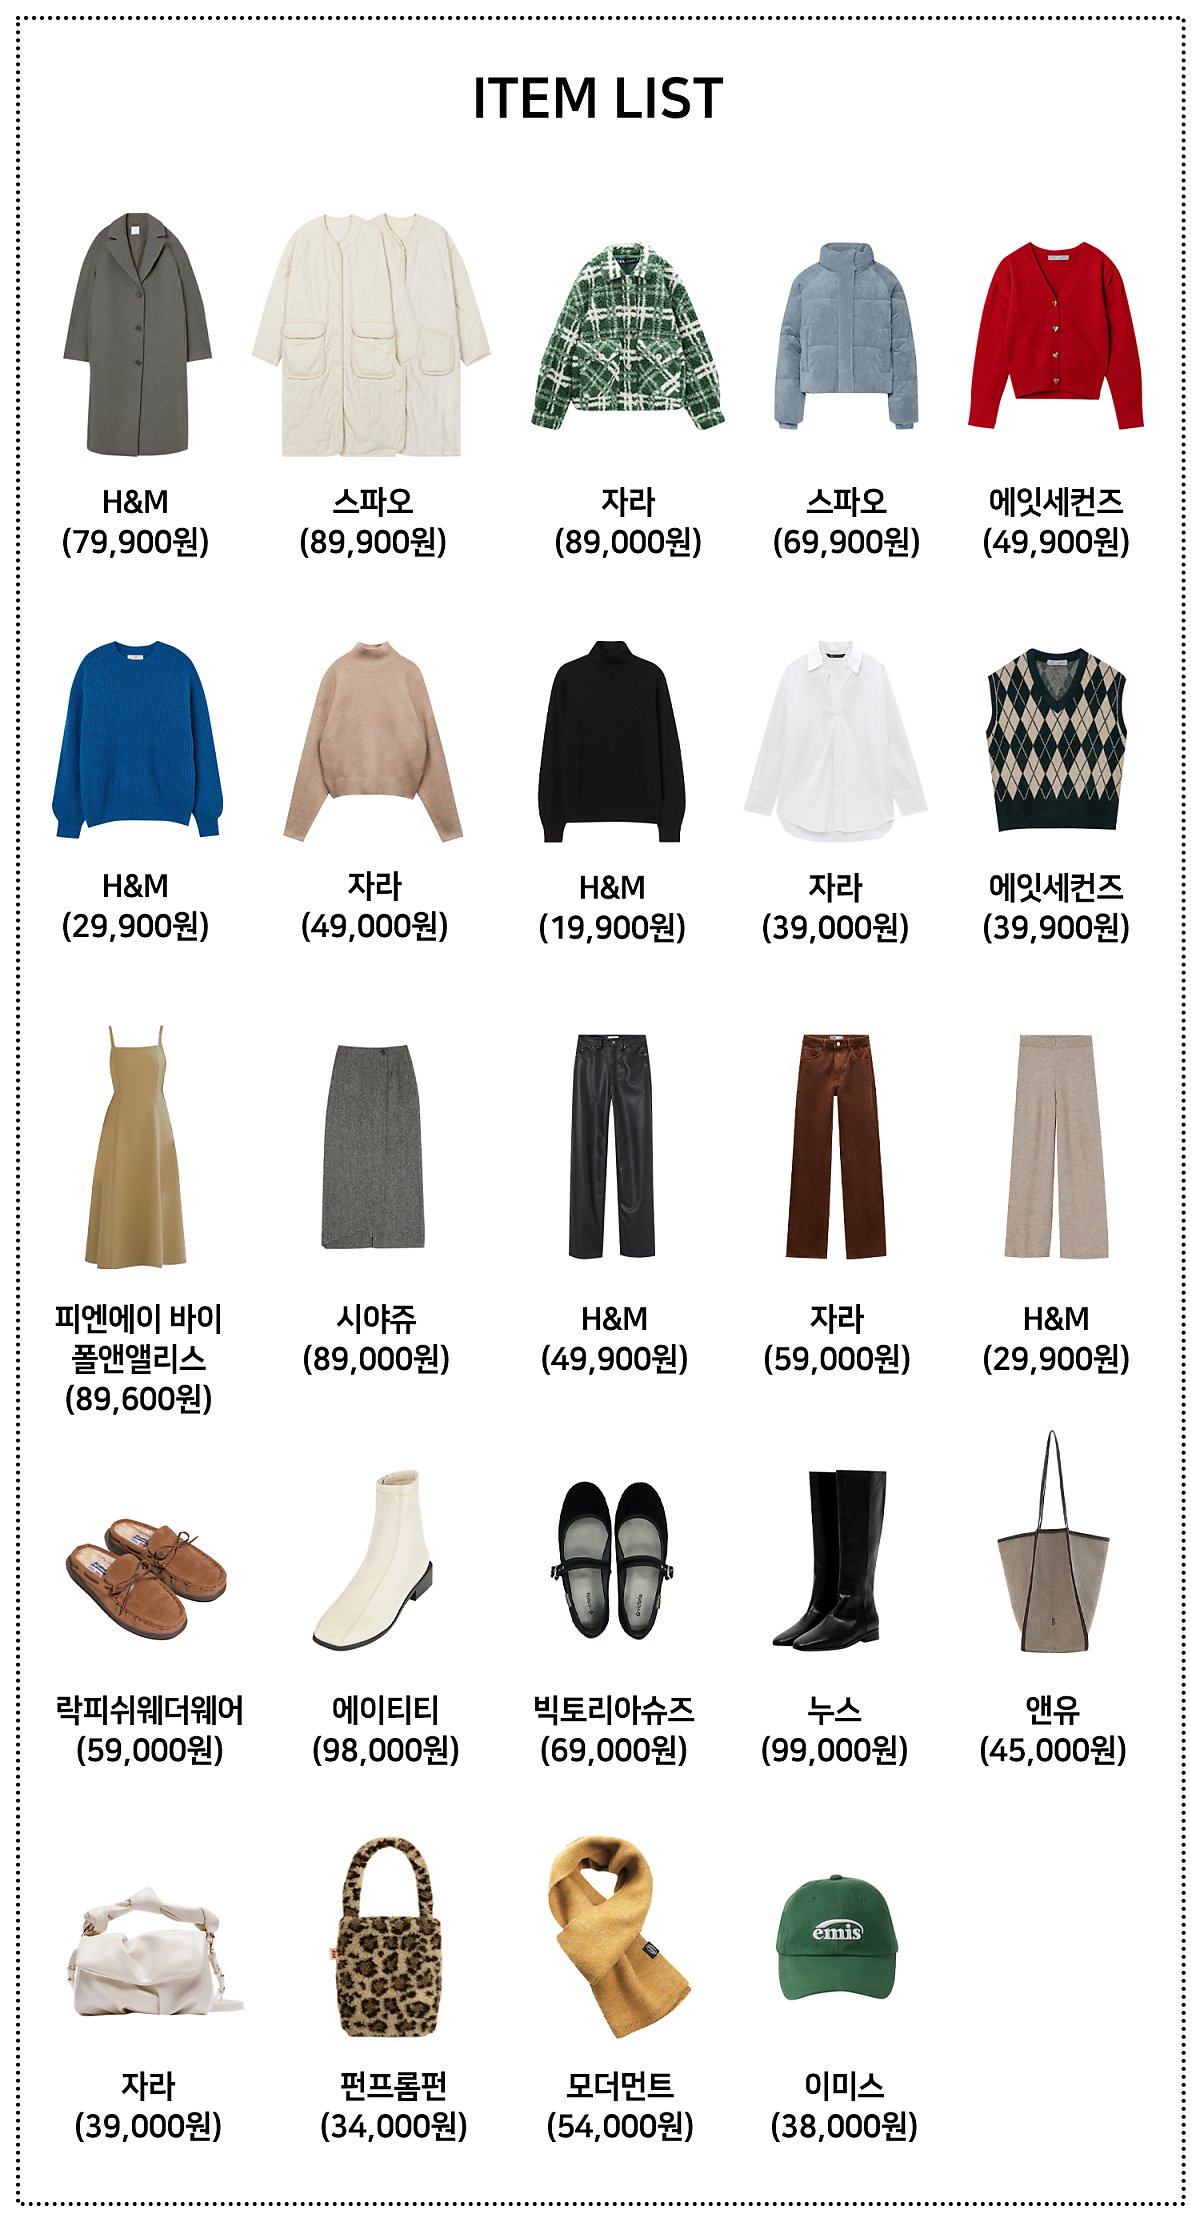 ITEM LIST
H&M
(79,900원)
스파오
(89,900원)
자라
(89,000원)
스파오
(69,900원)
에잇세컨즈
(49,900원)
H&M
(29,900원)
자라
(49,000원)
H&M
(19,900원)
자라
(39,000원)
에잇세컨즈
(39,900원)
피엔에이 바이
폴앤앨리스
(89,600원)
시야쥬
(89,000원)
H&M
(49,900원)
자라
(59,000원)
H&M
(29,900원)
락피쉬웨더웨어
(59,000원)
에이티티
(98,000원)
빅토리아슈즈
(69,000원)
누스
(99,000원)
앤유
(45,000원)
자라
(39,000원)
펀프롬펀
(34,000원)
모더먼트
(54,000원)
emis
이미스
(38,000원)